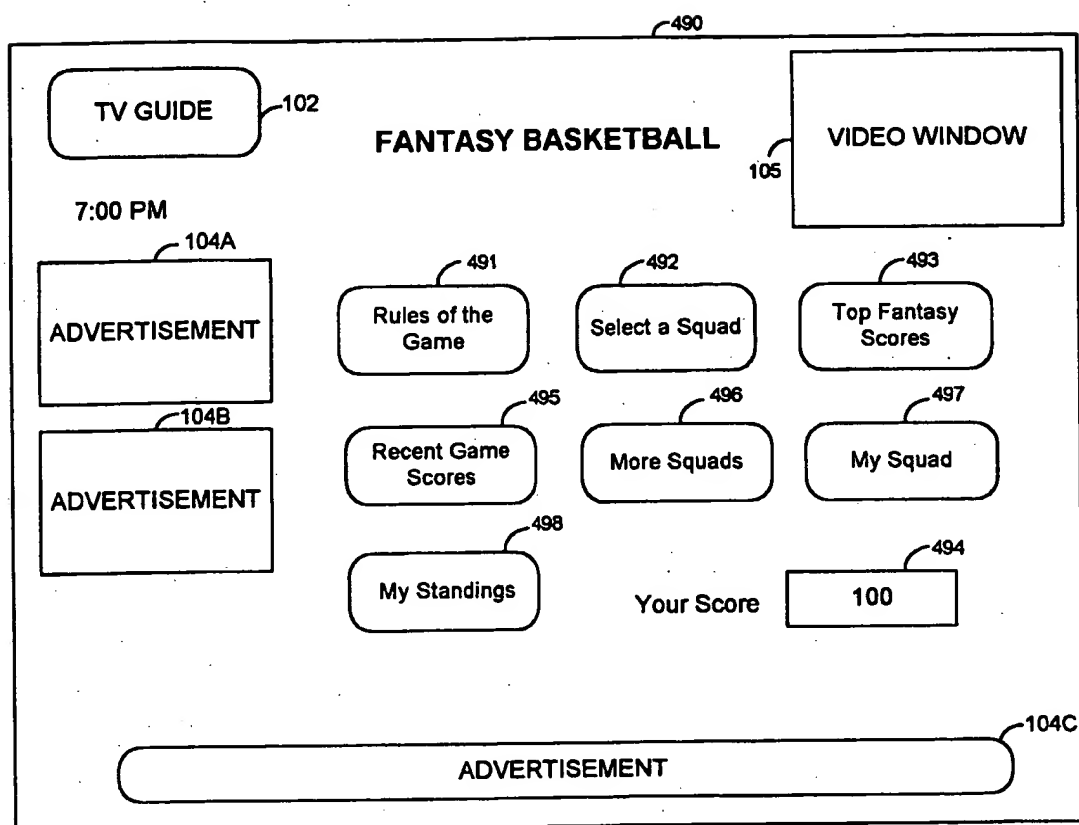 490
TV GUIDE
102
FANTASY BASKETBALL
105
VIDEO WINDOW
7:00 PM
104A
ADVERTISEMENT
491
Rules of the
Game
492
Select a Squad
493
Top Fantasy
Scores
104B
ADVERTISEMENT
495
Recent Game
Scores
496
More Squads
497
My Squad
498
My Standings
Your Score
494
100
104C
ADVERTISEMENT